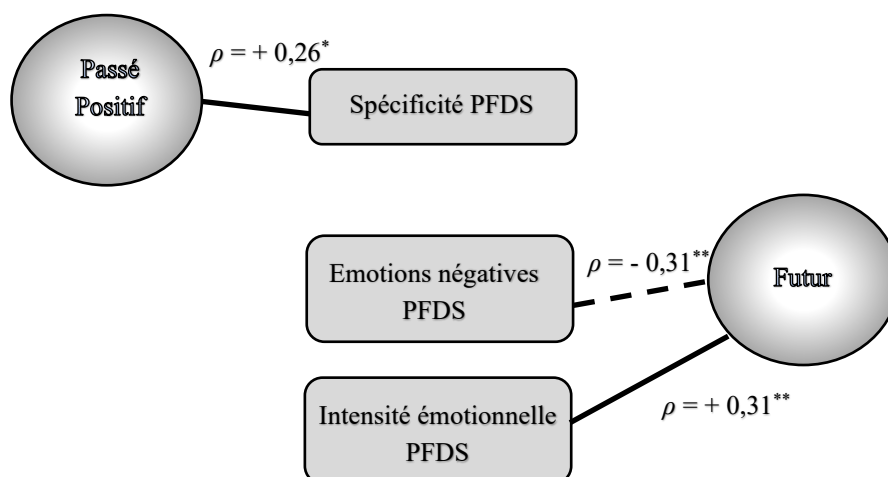 ρ = + 0,26*
Passé
Positif
Spécificité PFDS
Emotions négatives
PFDS
ρ = - 0,31**
Futur
Intensité émotionnelle
PFDS
ρ = + 0,31**